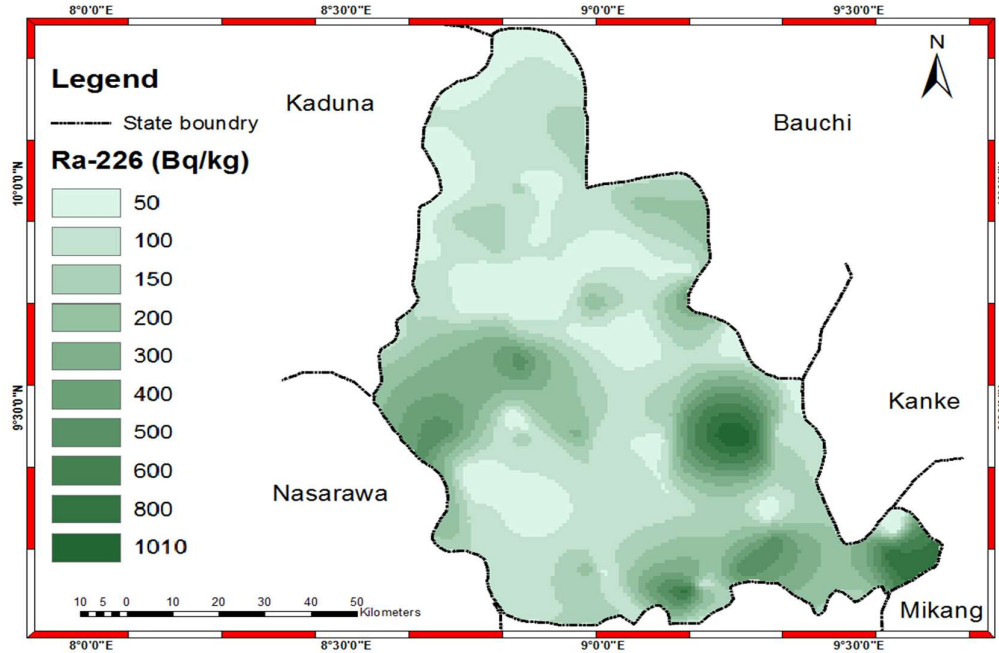 8°0'0"E 8°30'0"E 9°0'0"E 9°30'0"E
N
Legend
State boundry
Ra-226 (Bq/kg)
50
100
150
200
300
400
500
600
800
1010
Kaduna
Bauchi
Kanke
Nasarawa
Mikang
10°0'0"N
9°30'0"N
10 5 0 10 20 30 40 50
Kilometers
8°0'0"E 8°30'0"E 9°0'0"E 9°30'0"E